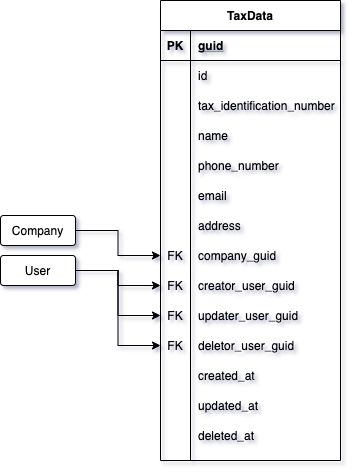 TaxData
PK guid
id
tax_identification_number
name
phone_number
email
address
Company
FK company_guid
User
FK creator_user_guid
FK updater_user_guid
FK deletor_user_guid
created_at
updated_at
deleted_at